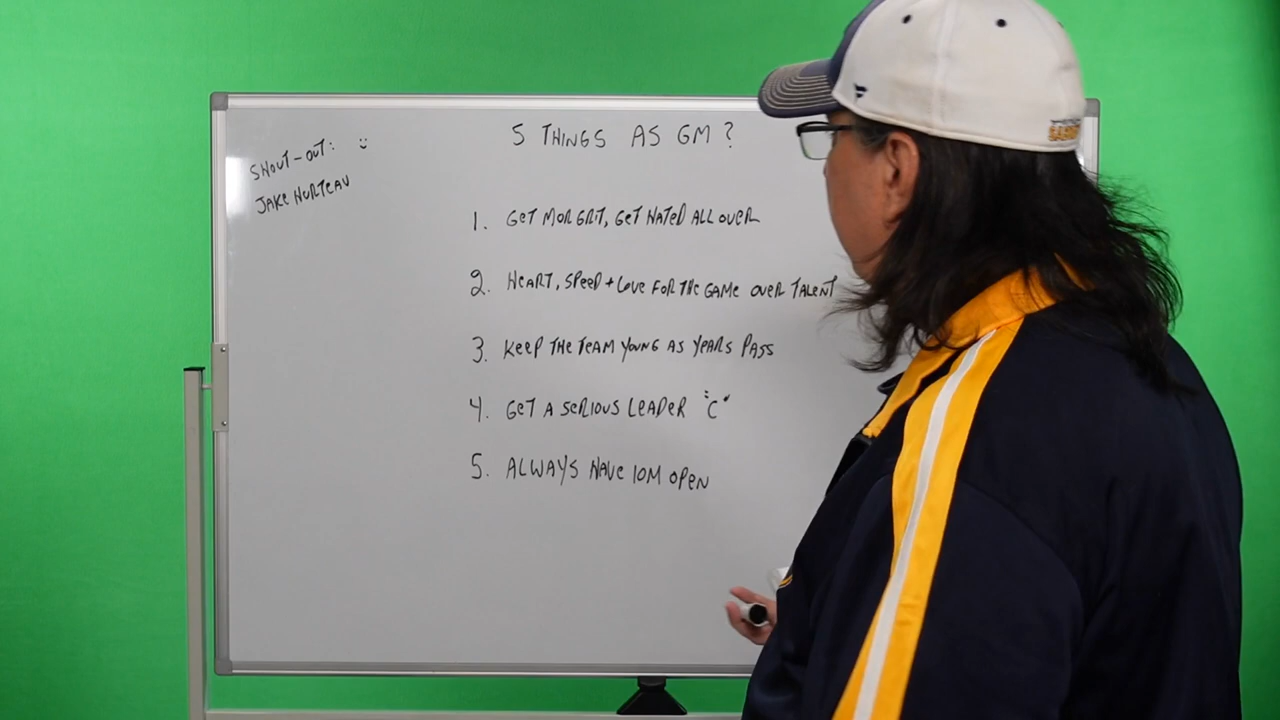 5 THINGS AS GM?
SHOUT-OUT: :)
JAKE HURTEAU
1. GET MOR GRIT, GET HATED ALL OVER
2. HEART, SPEED + LOVE FOR THE GAME OVER TALENT
3. KEEP THE TEAM YOUNG AS YEARS PASS
4. GET A SERIOUS LEADER "C"
5. ALWAYS HAVE 10M OPEN